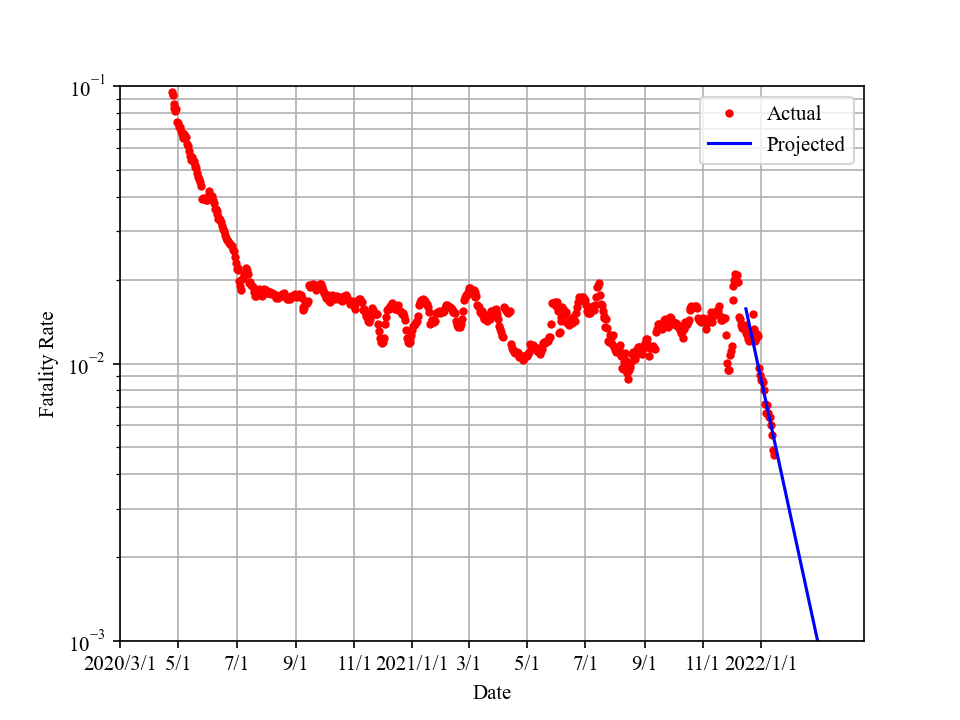 10⁻¹
Actual
Projected
Fatality Rate
10⁻²
10⁻³
2020/3/1 5/1 7/1 9/1 11/1 2021/1/1 3/1 5/1 7/1 9/1 11/1 2022/1/1
Date